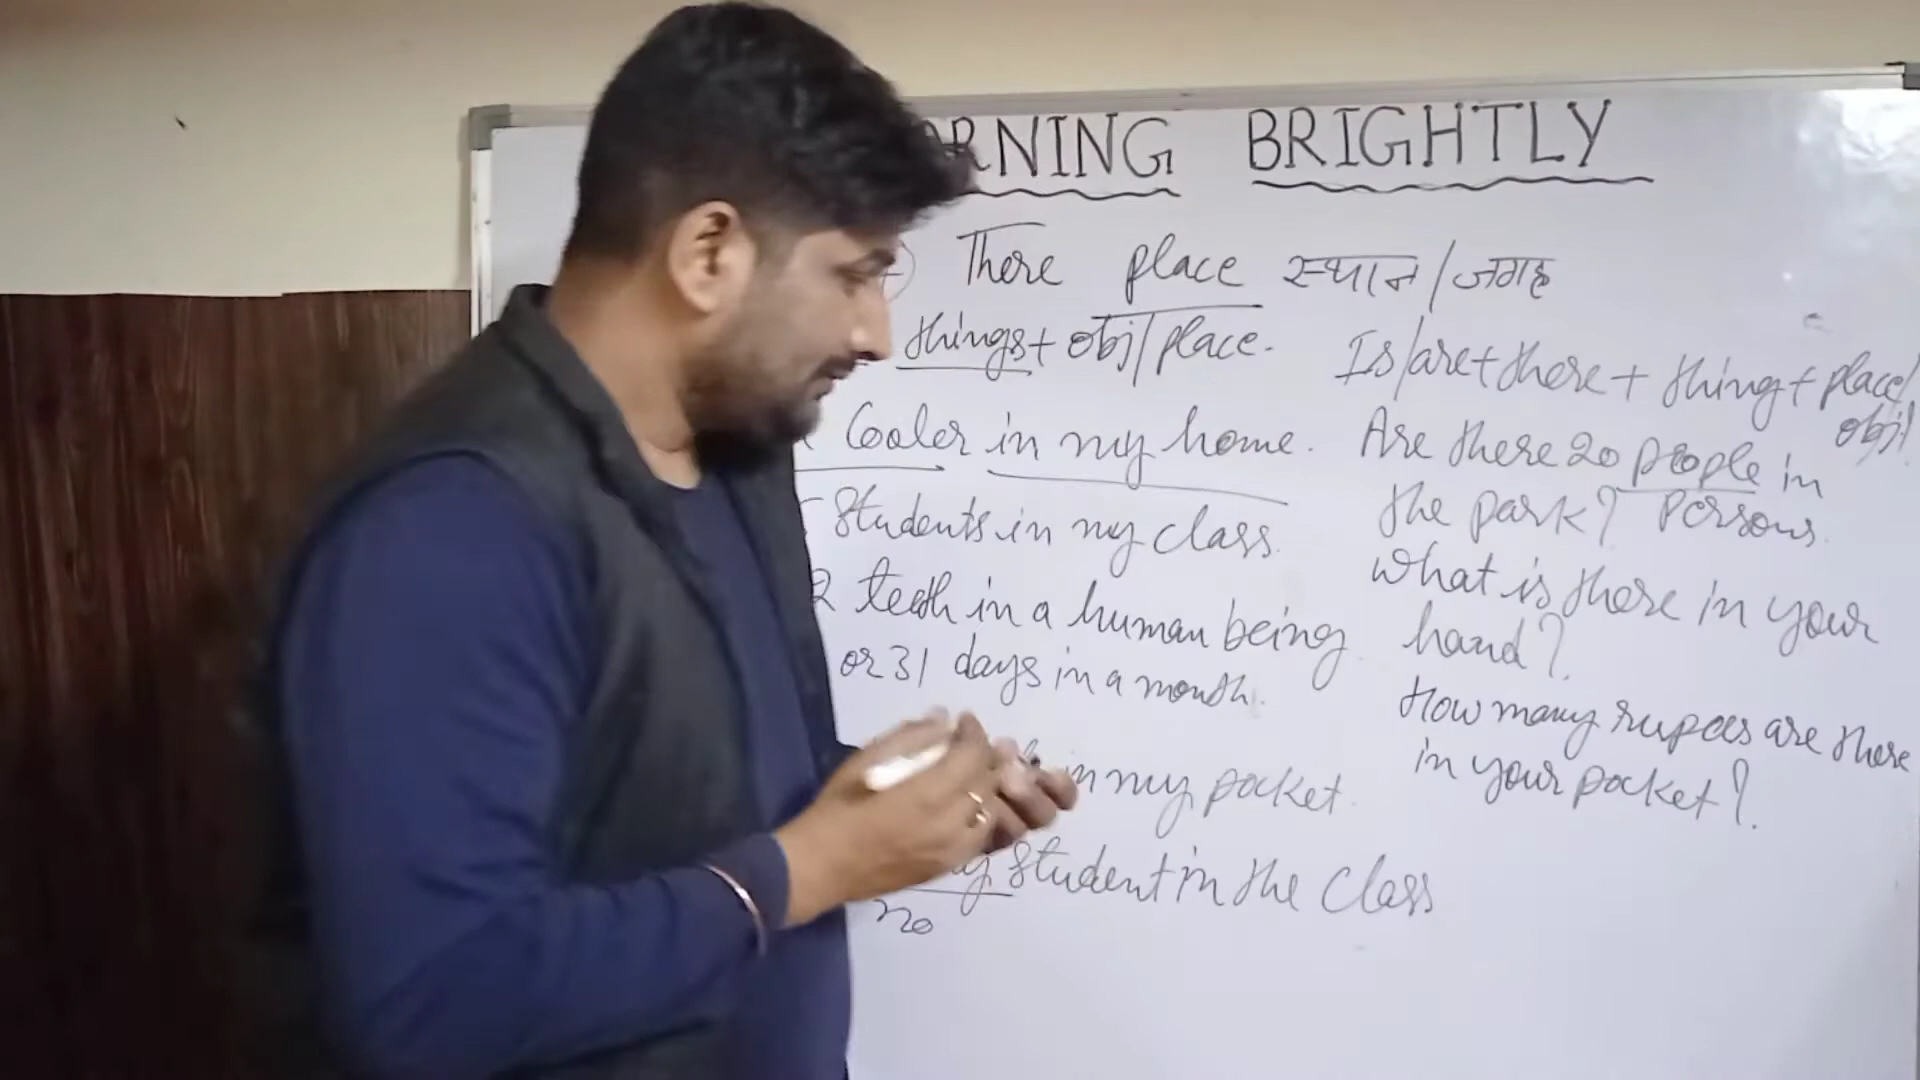 RNING BRIGHTLY
There place स्थान/जगह
things + obj/place.
Cooler in my home.
Students in my class.
2 teeth in a human being
or 31 days in a month.
in my pocket.
student in the class
no
Is/are + there + thing + place/
obj!
Are there 20 people in
the park? Persons.
What is there in your
hand?
How many rupees are there
in your pocket?